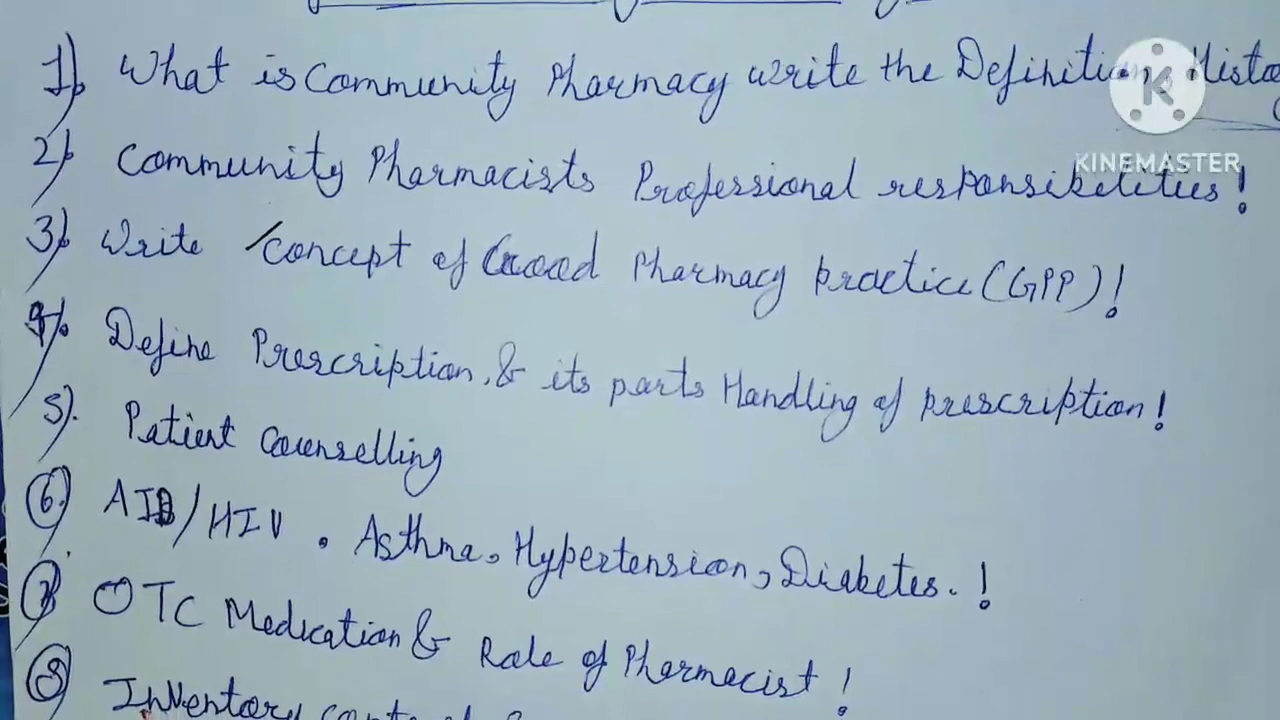 1) What is Community Pharmacy write the Definition, Histo
KINEMASTER
2) Community Pharmacists Professional responsibelities!
3) Write Concept of Good Pharmacy practice (GPP)!
4) Define Prescription, & its parts Handling of prescription!
5). Patient Counselling
6) AIDS/HIV. Asthma, Hypertension, Diabetes.!
7) OTC Medication & Role of Pharmacist!
8) Inventory